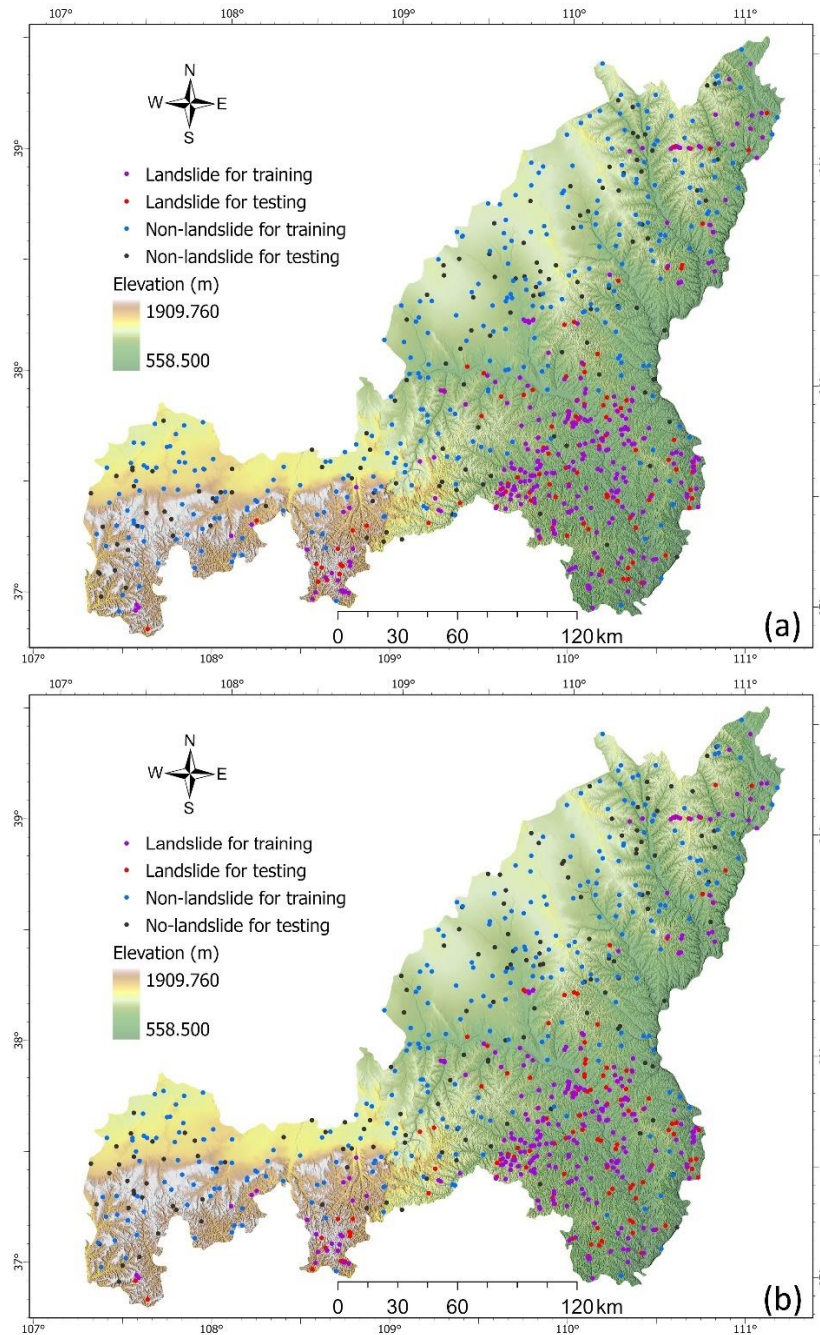 108° 109° 110° 111°
N
W E
S
39°
Landslide for training
Landslide for testing
Non-landslide for training
Non-landslide for testing
Elevation (m)
1909.760
558.500
38°
37°
0 30 60 120 km
(a)
107° 108° 109° 110° 111°
107° 108° 109° 110° 111°
N
W E
S
39°
Landslide for training
Landslide for testing
Non-landslide for training
No-landslide for testing
Elevation (m)
1909.760
558.500
38°
37°
0 30 60 120 km
(b)
107° 108° 109° 110° 111°